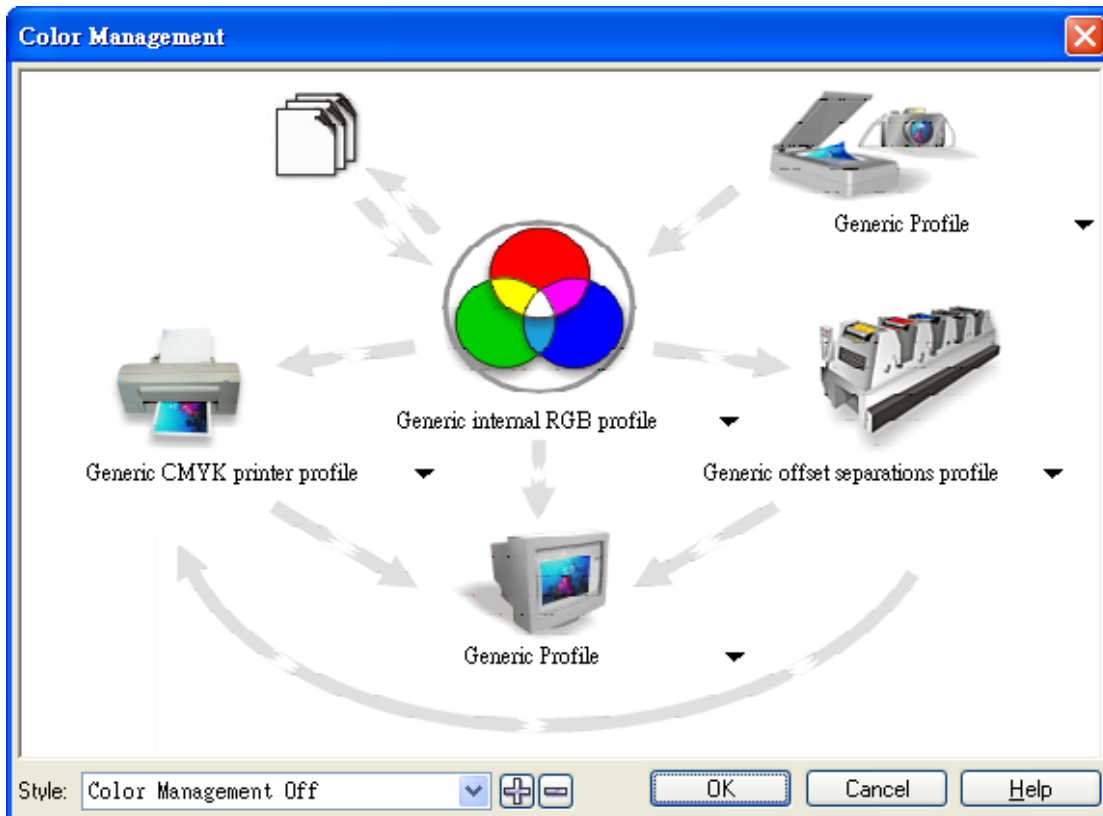 Color Management
Generic Profile
Generic internal RGB profile
Generic CMYK printer profile
Generic offset separations profile
Generic Profile
Style: Color Management Off
OK
Cancel
Help